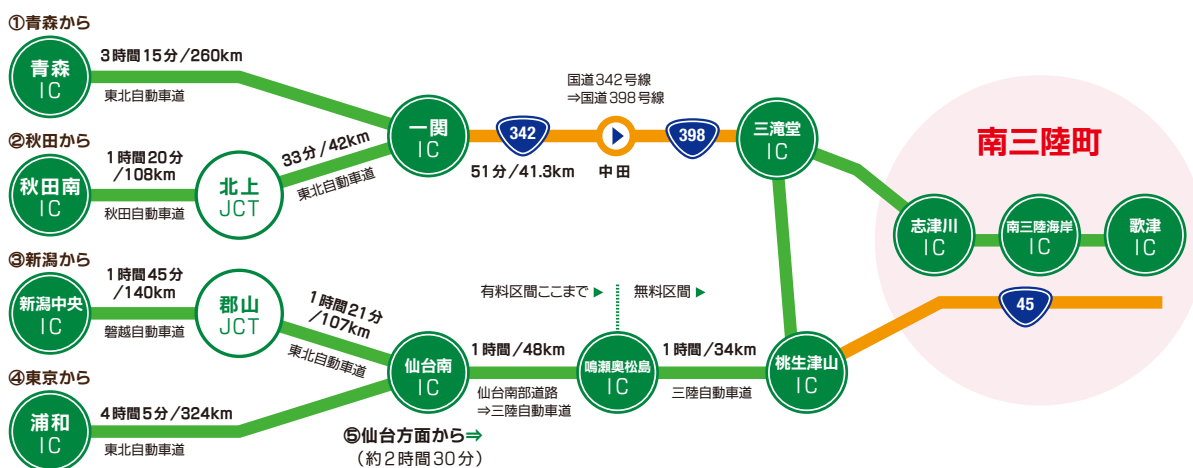 ①青森から
青森
IC
3時間15分/260km
東北自動車道
②秋田から
秋田南
IC
1時間20分
/108km
秋田自動車道
北上
JCT
33分/42km
東北自動車道
一関
IC
342
51分/41.3km
国道342号線
⇒国道398号線
中田
398
三滝堂
IC
南三陸町
志津川
IC
南三陸海岸
IC
歌津
IC
45
③新潟から
新潟中央
IC
1時間45分
/140km
磐越自動車道
郡山
JCT
1時間21分
/107km
東北自動車道
④東京から
浦和
IC
4時間5分/324km
東北自動車道
仙台南
IC
⑤仙台方面から⇒
(約2時間30分)
1時間/48km
仙台南部道路
⇒三陸自動車道
有料区間ここまで▶
無料区間▶
鳴瀬奥松島
IC
1時間/34km
三陸自動車道
桃生津山
IC